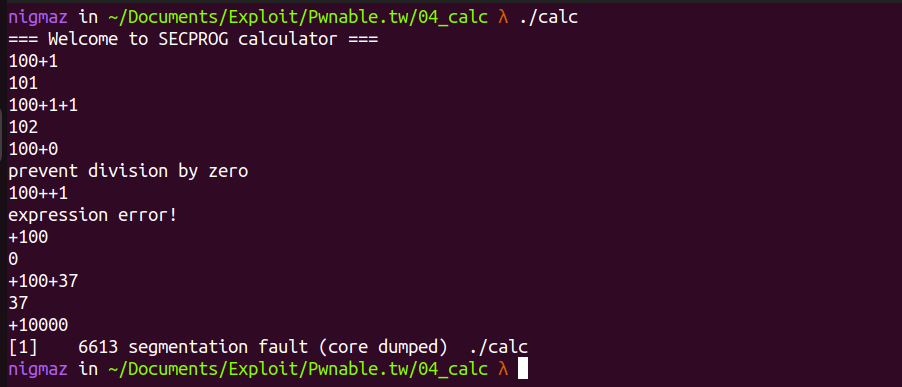 nigmaz in ~/Documents/Exploit/Pwnable.tw/04_calc λ ./calc
=== Welcome to SECPROG calculator ===
100+1
101
100+1+1
102
100+0
prevent division by zero
100++1
expression error!
+100
0
+100+37
37
+10000
[1]    6613 segmentation fault (core dumped)  ./calc
nigmaz in ~/Documents/Exploit/Pwnable.tw/04_calc λ